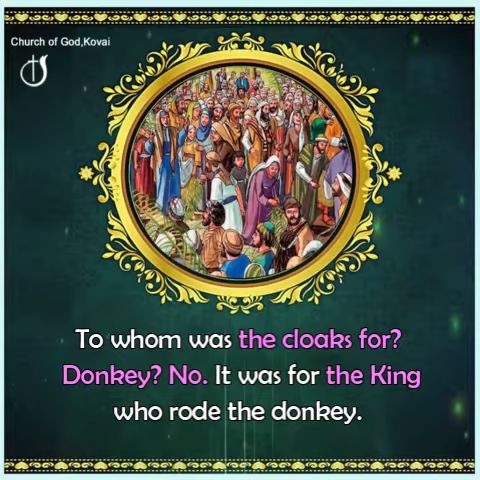 Church of God,Kovai
To whom was the cloaks for?
Donkey? No. It was for the King
who rode the donkey.